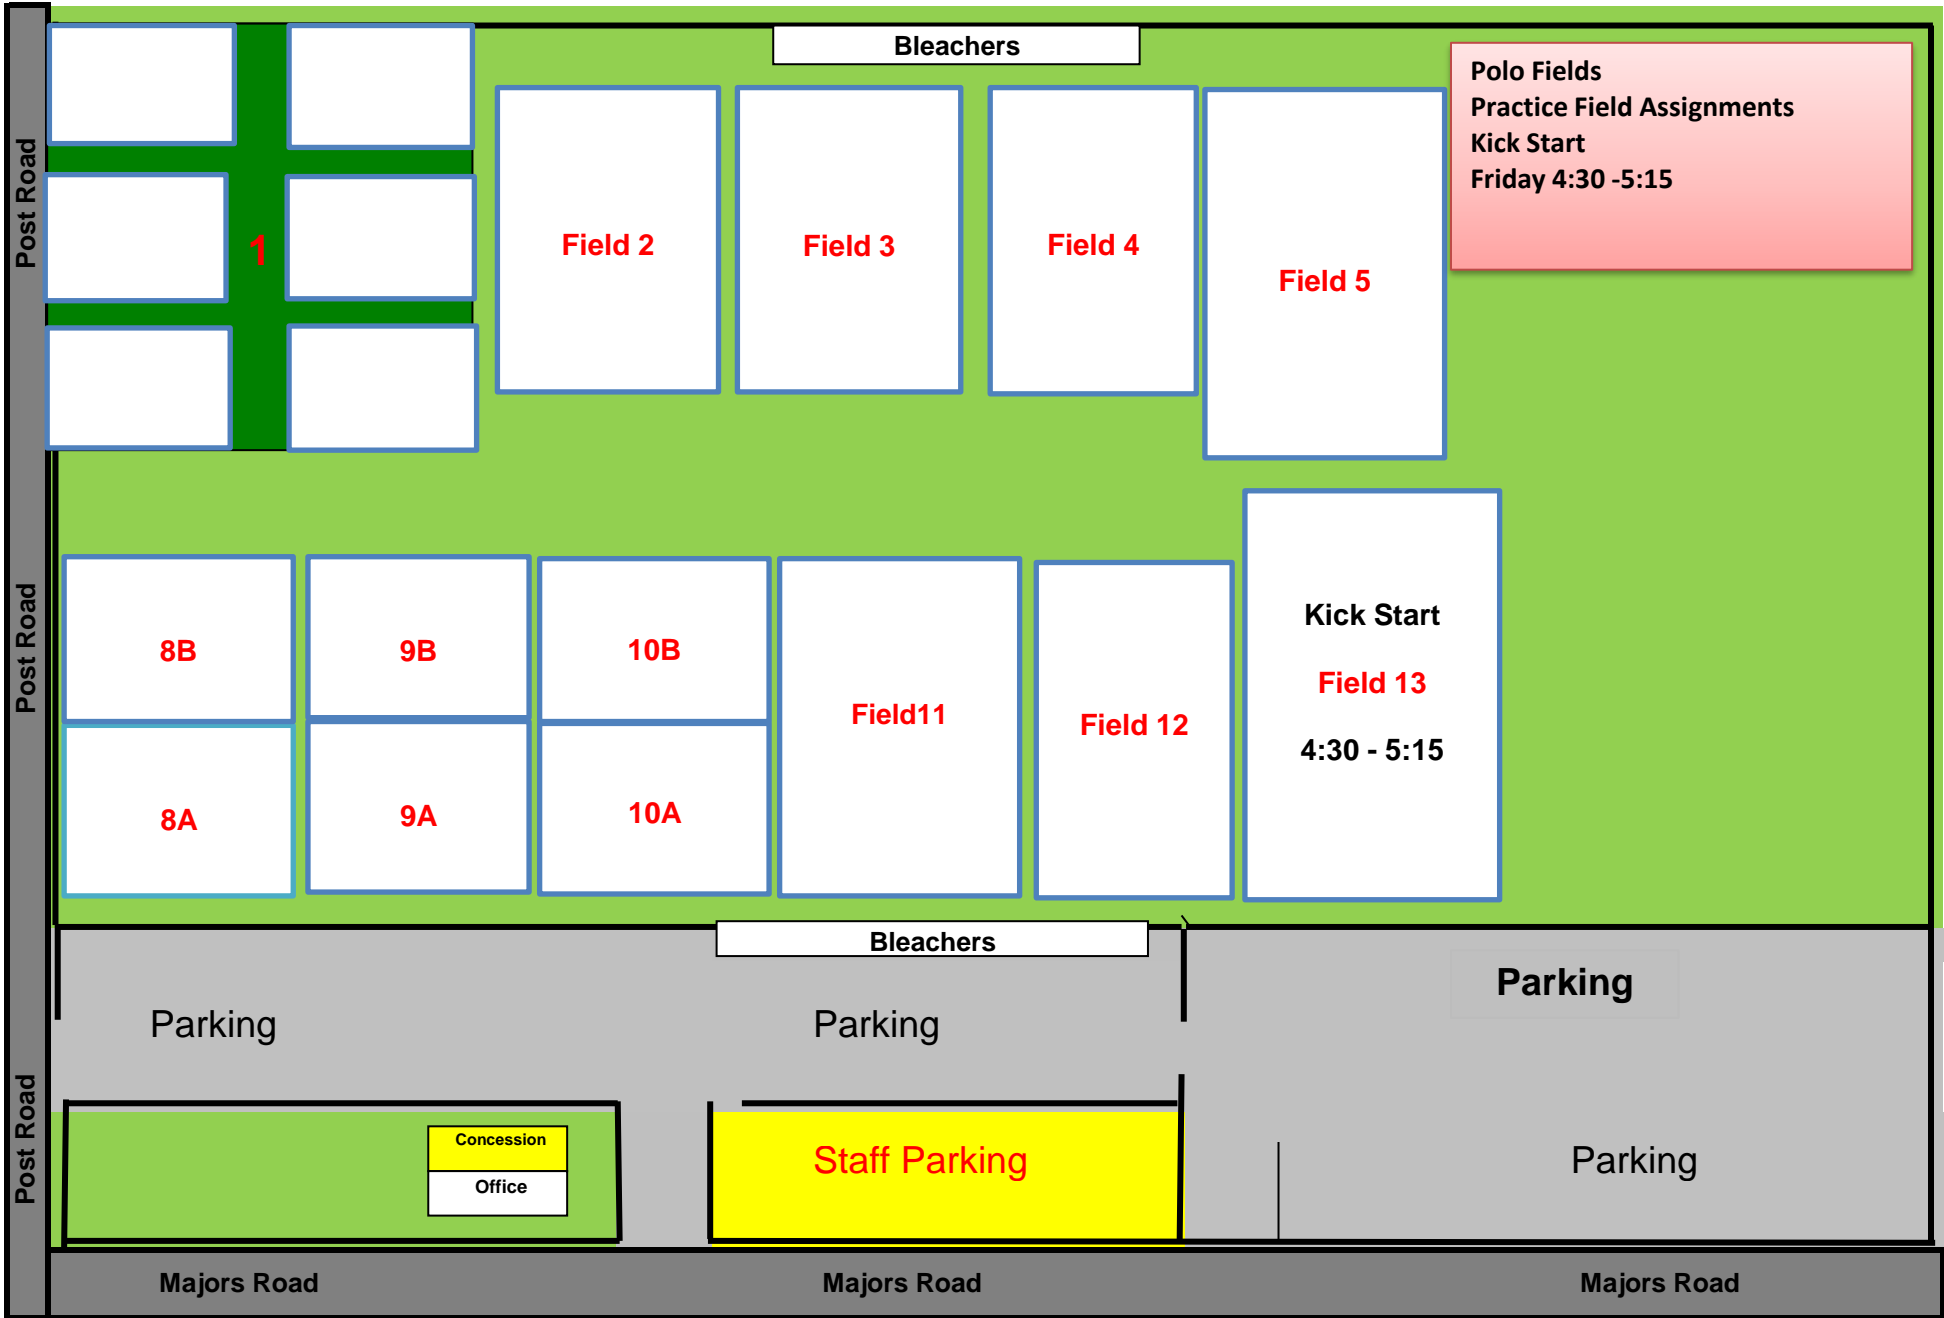 Bleachers
Polo Fields
Practice Field Assignments
Kick Start
Friday 4:30 -5:15
Post Road
1
Field 2
Field 3
Field 4
Field 5
Post Road
8B
9B
10B
8A
9A
10A
Field11
Field 12
Kick Start
Field 13
4:30 - 5:15
Bleachers
Parking
Parking
Parking
Post Road
Concession
Office
Staff Parking
Parking
Majors Road
Majors Road
Majors Road